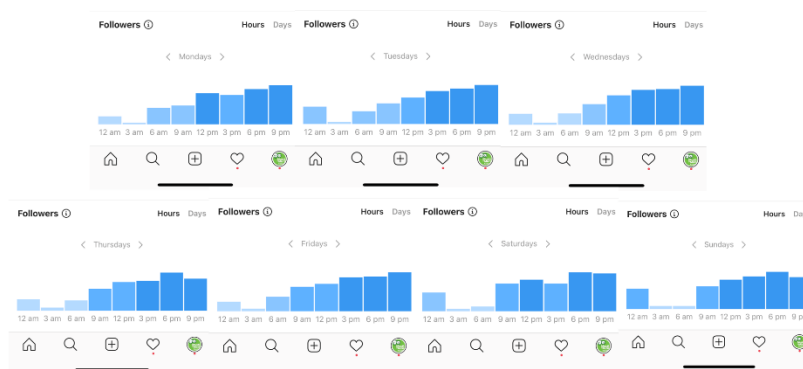 Followers ⓘ Hours Days
< Mondays >
12 am 3 am 6 am 9 am 12 pm 3 pm 6 pm 9 pm
Followers ⓘ Hours Days
< Tuesdays >
12 am 3 am 6 am 9 am 12 pm 3 pm 6 pm 9 pm
Followers ⓘ Hours Days
< Wednesdays >
12 am 3 am 6 am 9 am 12 pm 3 pm 6 pm 9 pm
Followers ⓘ Hours Days
< Thursdays >
12 am 3 am 6 am 9 am 12 pm 3 pm 6 pm 9 pm
Followers ⓘ Hours Days
< Fridays >
12 am 3 am 6 am 9 am 12 pm 3 pm 6 pm 9 pm
Followers ⓘ Hours Days
< Saturdays >
12 am 3 am 6 am 9 am 12 pm 3 pm 6 pm 9 pm
Followers ⓘ Hours Da
< Sundays >
12 am 3 am 6 am 9 am 12 pm 3 pm 6 pm 9 p